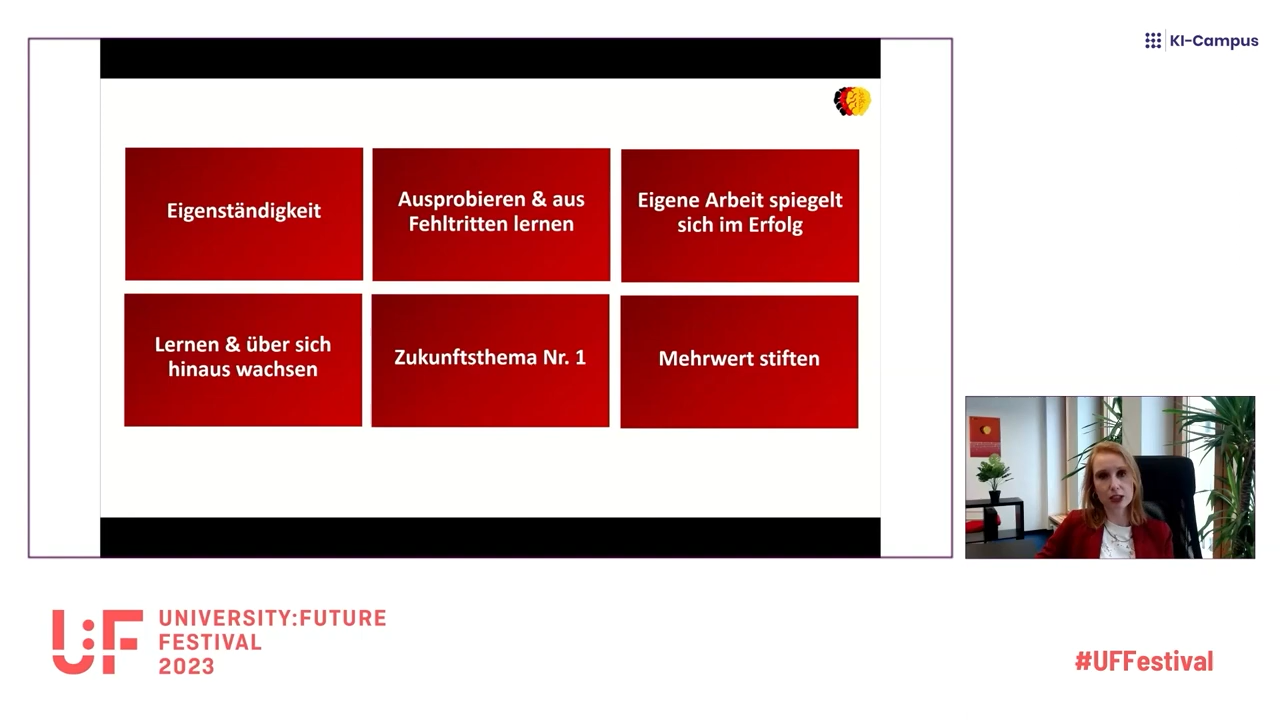 KI-Campus
Eigenständigkeit
Ausprobieren & aus
Fehltritten lernen
Eigene Arbeit spiegelt
sich im Erfolg
Lernen & über sich
hinaus wachsen
Zukunftsthema Nr. 1
Mehrwert stiften
U:F
UNIVERSITY:FUTURE
FESTIVAL
2023
#UFFestival